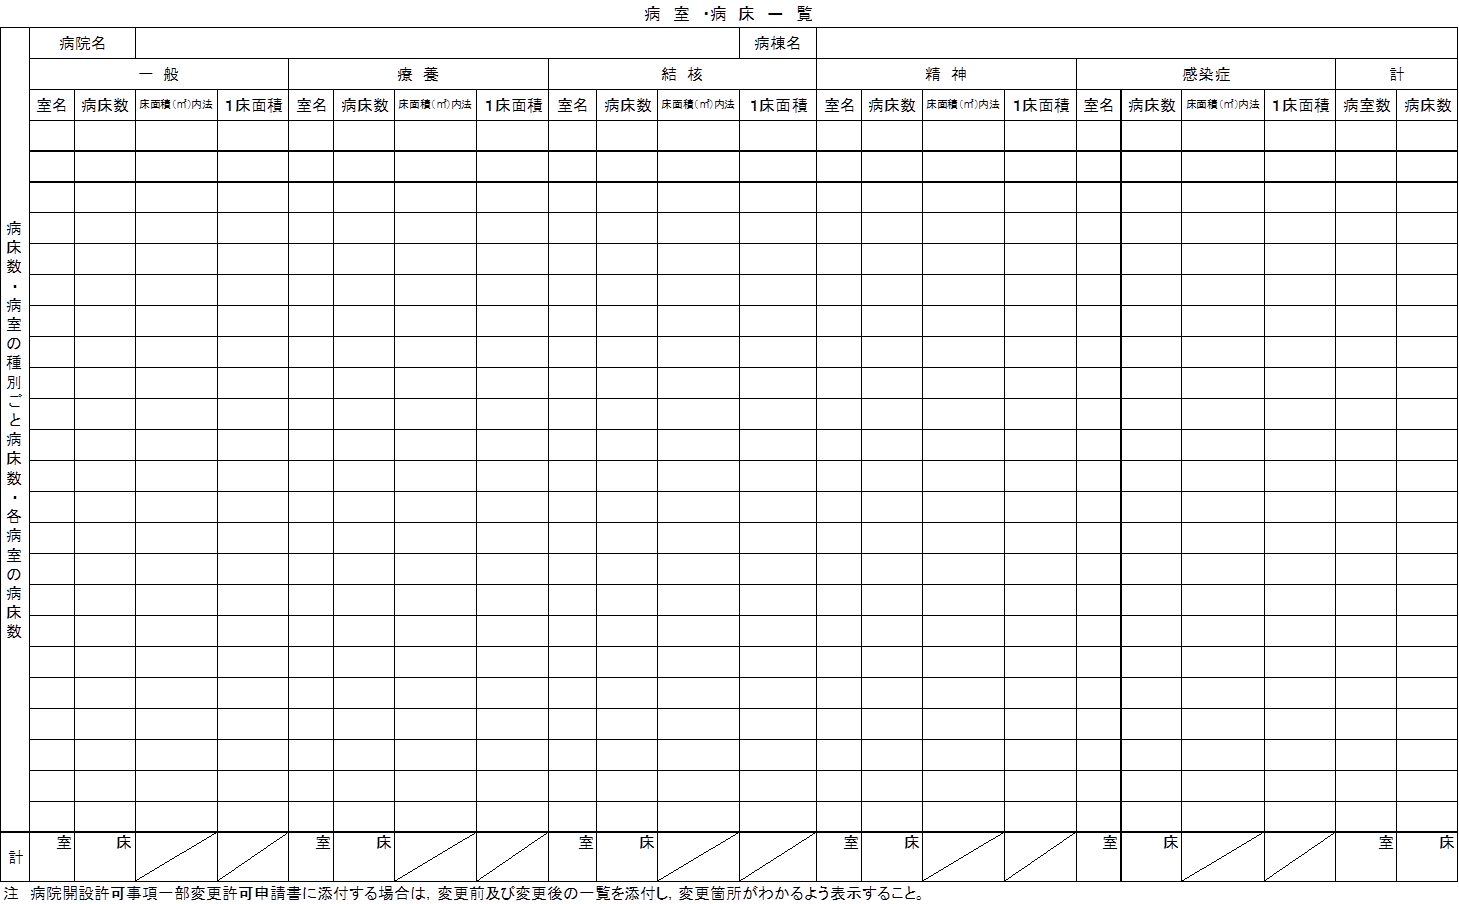 病 室 ・病 床 一 覧
病院名 病棟名
一 般 療 養 結 核 精 神 感染症 計
室名 病床数 床面積(㎡)内法 1床面積 室名 病床数 床面積(㎡)内法 1床面積 室名 病床数 床面積(㎡)内法 1床面積 室名 病床数 床面積(㎡)内法 1床面積 室名 病床数 床面積(㎡)内法 1床面積 病室数 病床数
病床数・病室の種別ごと病床数・各病室の病床数
計 室 床 室 床 室 床 室 床 室 床 室 床
注 病院開設許可事項一部変更許可申請書に添付する場合は，変更前及び変更後の一覧を添付し，変更箇所がわかるよう表示すること。